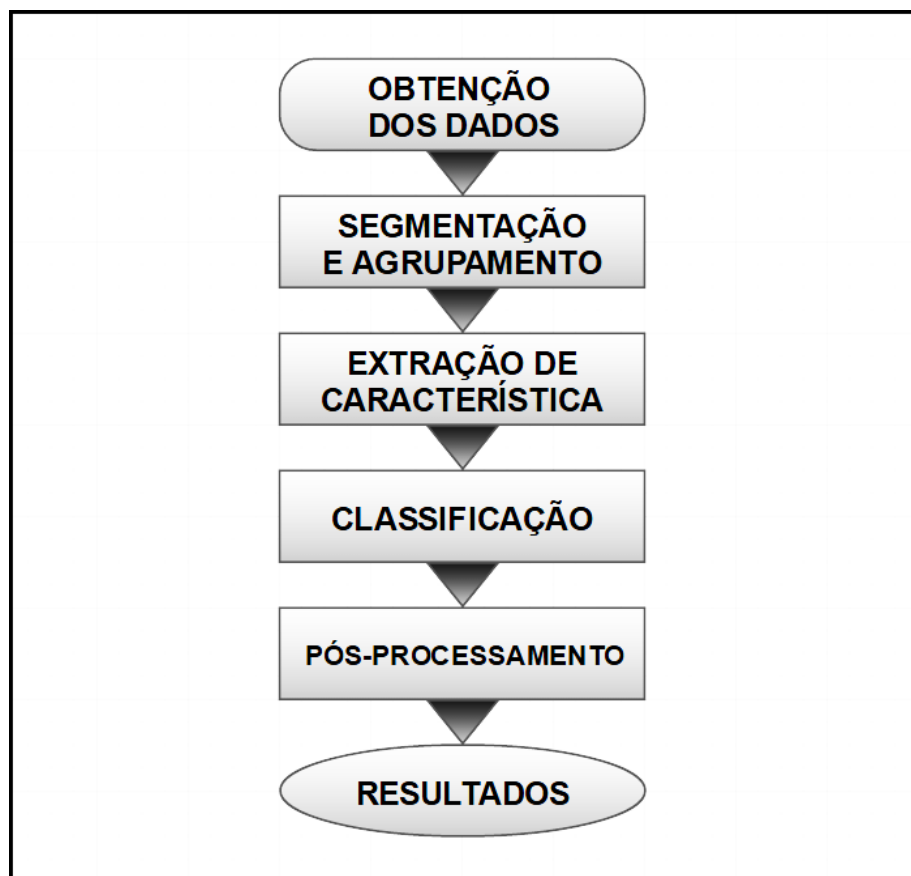 OBTENÇÃO
DOS DADOS
SEGMENTAÇÃO
E AGRUPAMENTO
EXTRAÇÃO DE
CARACTERÍSTICA
CLASSIFICAÇÃO
PÓS-PROCESSAMENTO
RESULTADOS